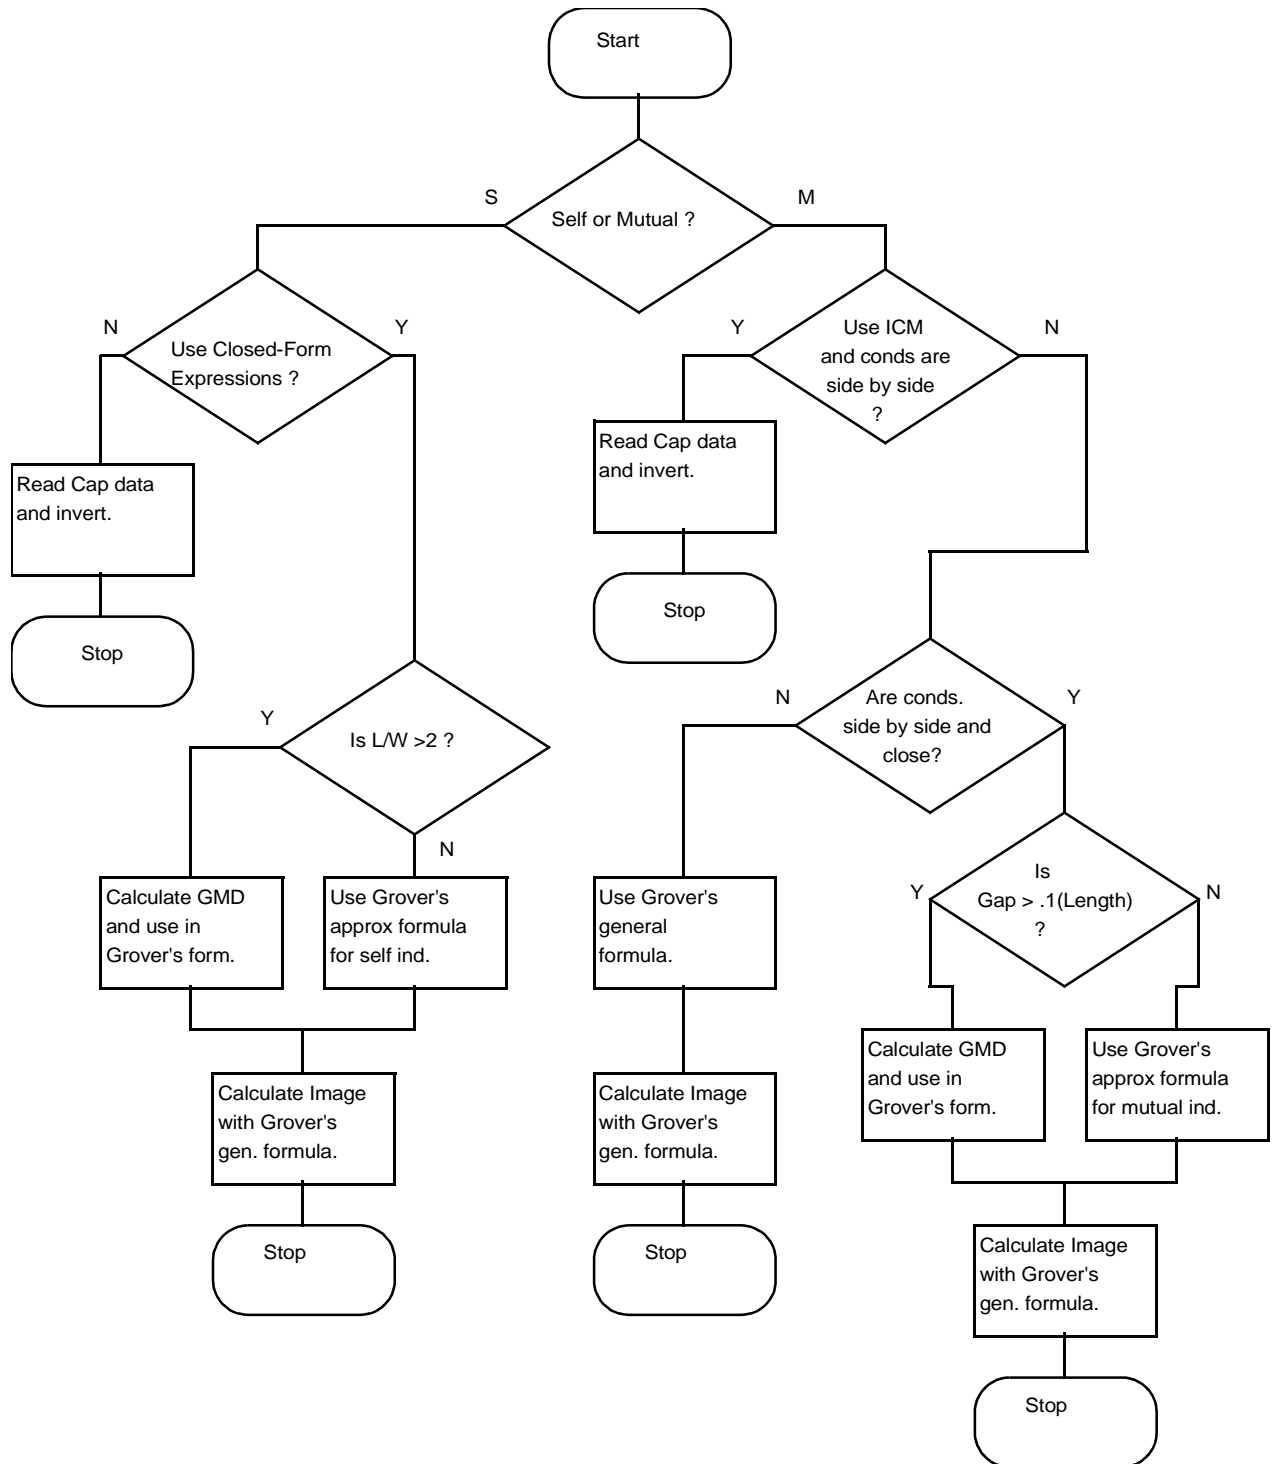 Start
S
M
Self or Mutual ?
N
Y
Use Closed-Form
Expressions ?
Y
N
Use ICM
and conds are
side by side
?
Read Cap data
and invert.
Read Cap data
and invert.
Stop
Stop
N
Y
Are conds.
side by side and
close?
Y
Is L/W >2 ?
N
Y
N
Is
Gap > .1(Length)
?
Calculate GMD
and use in
Grover's form.
Use Grover's
approx formula
for self ind.
Use Grover's
general
formula.
Calculate GMD
and use in
Grover's form.
Use Grover's
approx formula
for mutual ind.
Calculate Image
with Grover's
gen. formula.
Calculate Image
with Grover's
gen. formula.
Stop
Stop
Calculate Image
with Grover's
gen. formula.
Stop